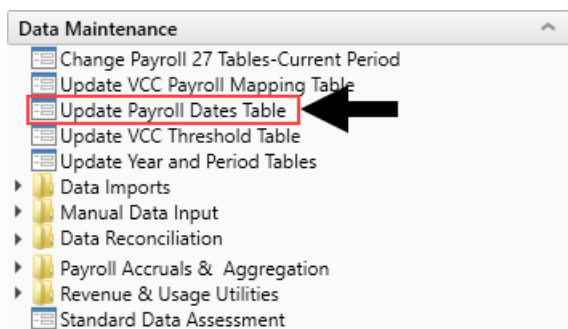 Data Maintenance
Change Payroll 27 Tables-Current Period
Update VCC Payroll Mapping Table
Update Payroll Dates Table
Update VCC Threshold Table
Update Year and Period Tables
Data Imports
Manual Data Input
Data Reconciliation
Payroll Accruals & Aggregation
Revenue & Usage Utilities
Standard Data Assessment